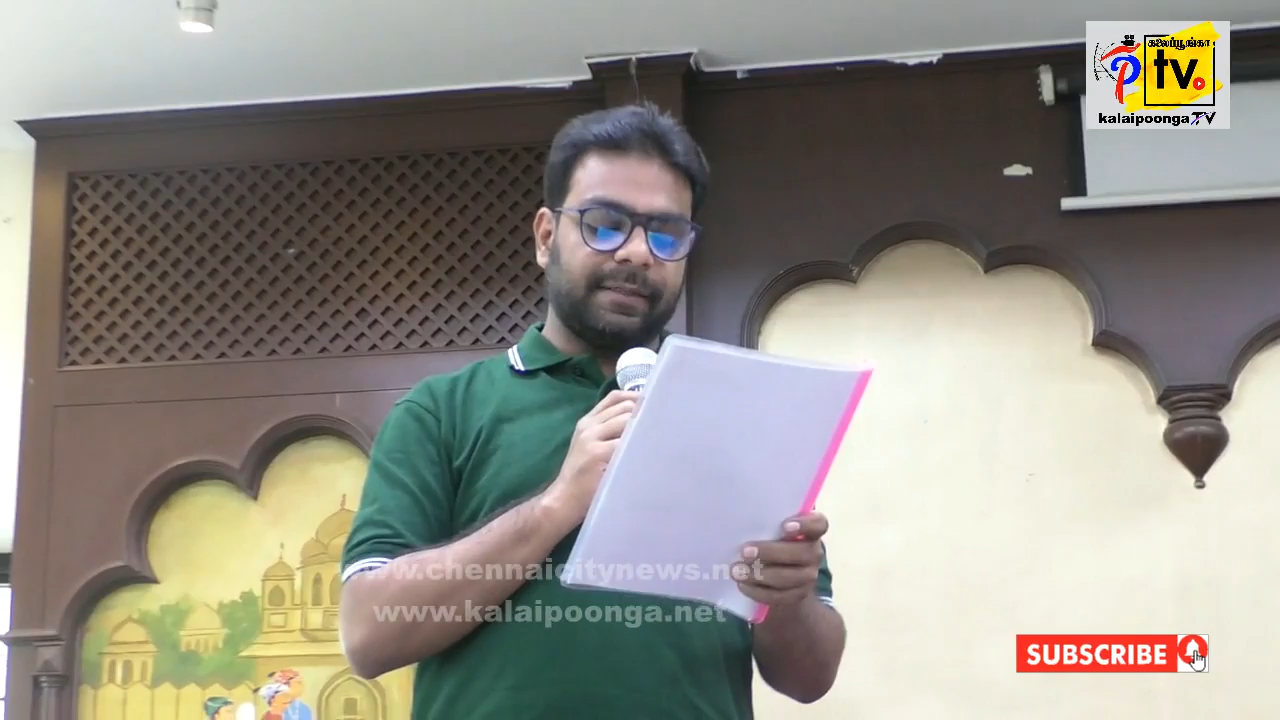 கலைப்பூங்கா
tv
kalaipoonga TV
www.chennaicitynews.net
www.kalaipoonga.net
SUBSCRIBE